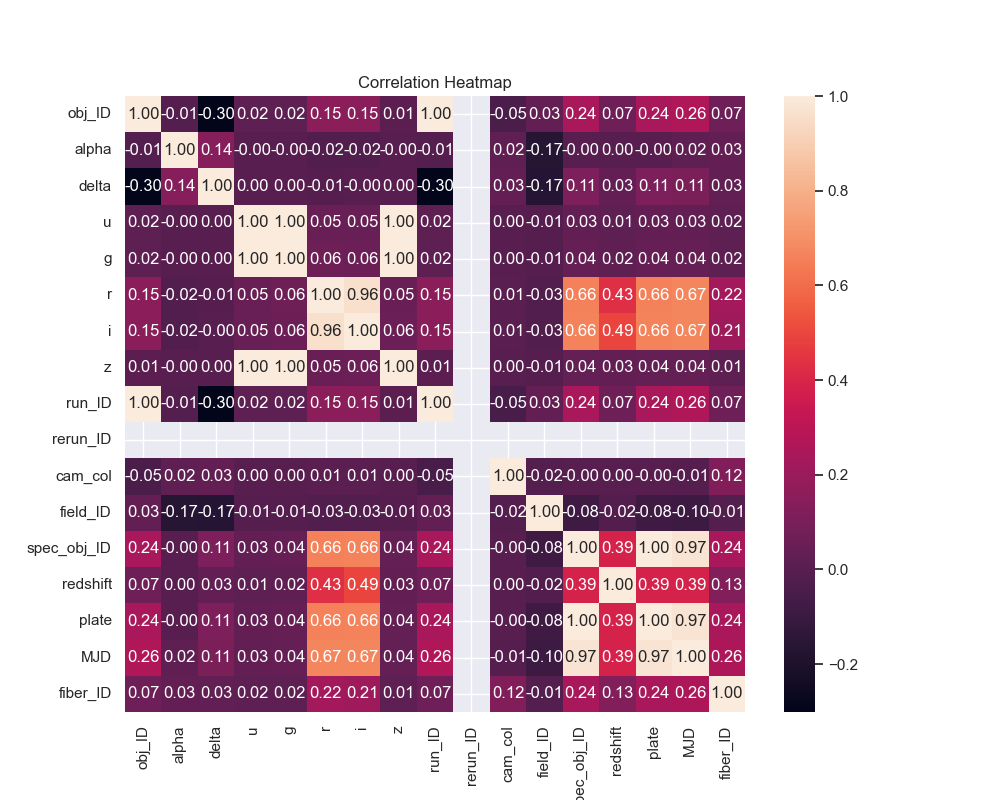 Correlation Heatmap
obj_ID 1.00 -0.01 -0.30 0.02 0.02 0.15 0.15 0.01 1.00 -0.05 0.03 0.24 0.07 0.24 0.26 0.07
alpha -0.01 1.00 0.14 -0.00 -0.00 -0.02 -0.02 -0.00 -0.01 0.02 -0.17 -0.00 0.00 -0.00 0.02 0.03
delta -0.30 0.14 1.00 0.00 0.00 -0.01 -0.00 0.00 -0.30 0.03 -0.17 0.11 0.03 0.11 0.11 0.03
u 0.02 -0.00 0.00 1.00 1.00 0.05 0.05 1.00 0.02 0.00 -0.01 0.03 0.01 0.03 0.03 0.02
g 0.02 -0.00 0.00 1.00 1.00 0.06 0.06 1.00 0.02 0.00 -0.01 0.04 0.02 0.04 0.04 0.02
r 0.15 -0.02 -0.01 0.05 0.06 1.00 0.96 0.05 0.15 0.01 -0.03 0.66 0.43 0.66 0.67 0.22
i 0.15 -0.02 -0.00 0.05 0.06 0.96 1.00 0.06 0.15 0.01 -0.03 0.66 0.49 0.66 0.67 0.21
z 0.01 -0.00 0.00 1.00 1.00 0.05 0.06 1.00 0.01 0.00 -0.01 0.04 0.03 0.04 0.04 0.01
run_ID 1.00 -0.01 -0.30 0.02 0.02 0.15 0.15 0.01 1.00 -0.05 0.03 0.24 0.07 0.24 0.26 0.07
rerun_ID
cam_col -0.05 0.02 0.03 0.00 0.00 0.01 0.01 0.00 -0.05 1.00 -0.02 -0.00 0.00 -0.00 -0.01 0.12
field_ID 0.03 -0.17 -0.17 -0.01 -0.01 -0.03 -0.03 -0.01 0.03 -0.02 1.00 -0.08 -0.02 -0.08 -0.10 -0.01
spec_obj_ID 0.24 -0.00 0.11 0.03 0.04 0.66 0.66 0.04 0.24 -0.00 -0.08 1.00 0.39 1.00 0.97 0.24
redshift 0.07 0.00 0.03 0.01 0.02 0.43 0.49 0.03 0.07 0.00 -0.02 0.39 1.00 0.39 0.39 0.13
plate 0.24 -0.00 0.11 0.03 0.04 0.66 0.66 0.04 0.24 -0.00 -0.08 1.00 0.39 1.00 0.97 0.24
MJD 0.26 0.02 0.11 0.03 0.04 0.67 0.67 0.04 0.26 -0.01 -0.10 0.97 0.39 0.97 1.00 0.26
fiber_ID 0.07 0.03 0.03 0.02 0.02 0.22 0.21 0.01 0.07 0.12 -0.01 0.24 0.13 0.24 0.26 1.00
obj_ID alpha delta u g r i z run_ID rerun_ID cam_col field_ID pec_obj_ID redshift plate MJD fiber_ID
1.0
0.8
0.6
0.4
0.2
0.0
−0.2